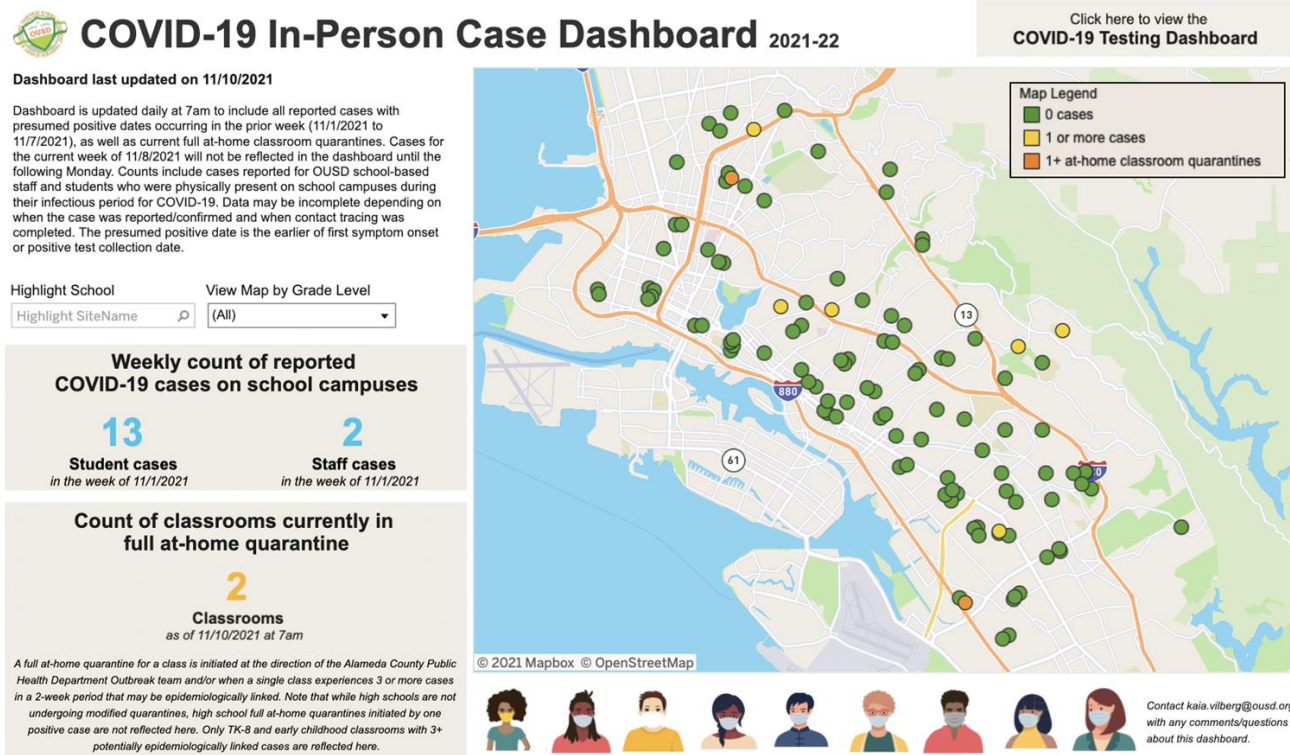 OUSD
COVID-19 In-Person Case Dashboard 2021-22
Click here to view the
COVID-19 Testing Dashboard
Dashboard last updated on 11/10/2021
Dashboard is updated daily at 7am to include all reported cases with
presumed positive dates occurring in the prior week (11/1/2021 to
11/7/2021), as well as current full at-home classroom quarantines. Cases for
the current week of 11/8/2021 will not be reflected in the dashboard until the
following Monday. Counts include cases reported for OUSD school-based
staff and students who were physically present on school campuses during
their infectious period for COVID-19. Data may be incomplete depending on
when the case was reported/confirmed and when contact tracing was
completed. The presumed positive date is the earlier of first symptom onset
or positive test collection date.
Highlight School
View Map by Grade Level
Highlight SiteName
(All)
Weekly count of reported
COVID-19 cases on school campuses
13
2
Student cases
Staff cases
in the week of 11/1/2021
in the week of 11/1/2021
Count of classrooms currently in
full at-home quarantine
2
Classrooms
as of 11/10/2021 at 7am
A full at-home quarantine for a class is initiated at the direction of the Alameda County Public
Health Department Outbreak team and/or when a single class experiences 3 or more cases
in a 2-week period that may be epidemiologically linked. Note that while high schools are not
undergoing modified quarantines, high school full at-home quarantines initiated by one
positive case are not reflected here. Only TK-8 and early childhood classrooms with 3+
potentially epidemiologically linked cases are reflected here.
Map Legend
0 cases
1 or more cases
1+ at-home classroom quarantines
13
880
61
© 2021 Mapbox © OpenStreetMap
Contact kaia.vilberg@ousd.org
with any comments/questions
about this dashboard.